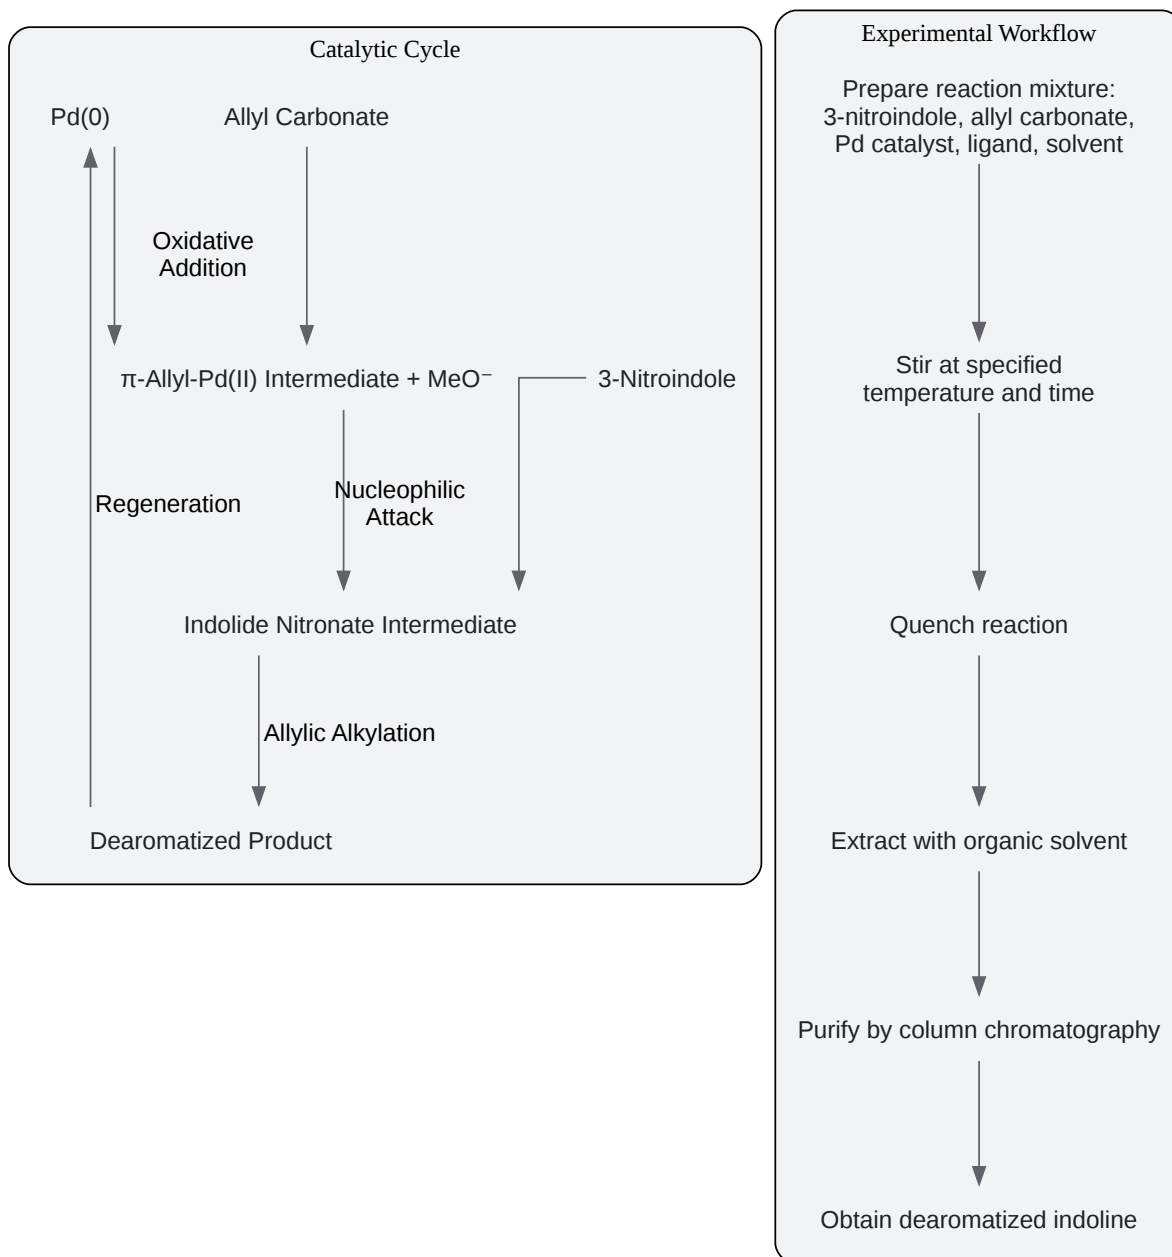 Catalytic Cycle
Pd(0)
Allyl Carbonate
Oxidative
Addition
π-Allyl-Pd(II) Intermediate + MeO⁻
3-Nitroindole
Regeneration
Nucleophilic
Attack
Indolide Nitronate Intermediate
Allylic Alkylation
Dearomatized Product
Experimental Workflow
Prepare reaction mixture:
3-nitroindole, allyl carbonate,
Pd catalyst, ligand, solvent
Stir at specified
temperature and time
Quench reaction
Extract with organic solvent
Purify by column chromatography
Obtain dearomatized indoline